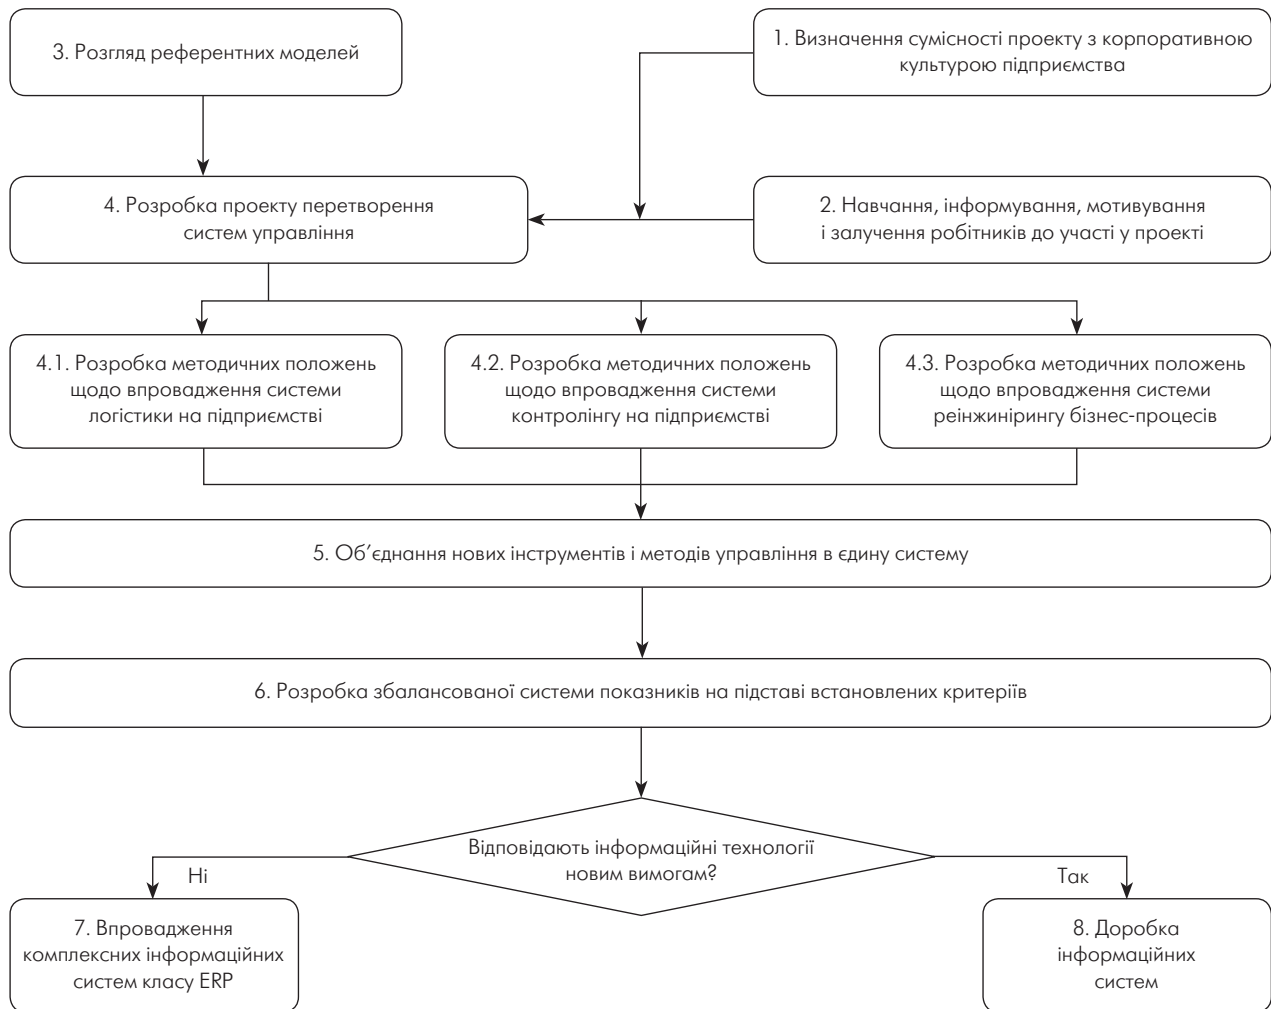 3. Розгляд референтних моделей
1. Визначення сумісності проекту з корпоративною
культурою підприємства
4. Розробка проекту перетворення
систем управління
2. Навчання, інформування, мотивування
і залучення робітників до участі у проекті
4.1. Розробка методичних положень
щодо впровадження системи
логістики на підприємстві
4.2. Розробка методичних положень
щодо впровадження системи
контролінгу на підприємстві
4.3. Розробка методичних положень
щодо впровадження системи
реінжинірингу бізнес-процесів
5. Об’єднання нових інструментів і методів управління в єдину систему
6. Розробка збалансованої системи показників на підставі встановлених критеріїв
Відповідають інформаційні технології
новим вимогам?
Ні
Так
7. Впровадження
комплексних інформаційних
систем класу ERP
8. Доробка
інформаційних
систем